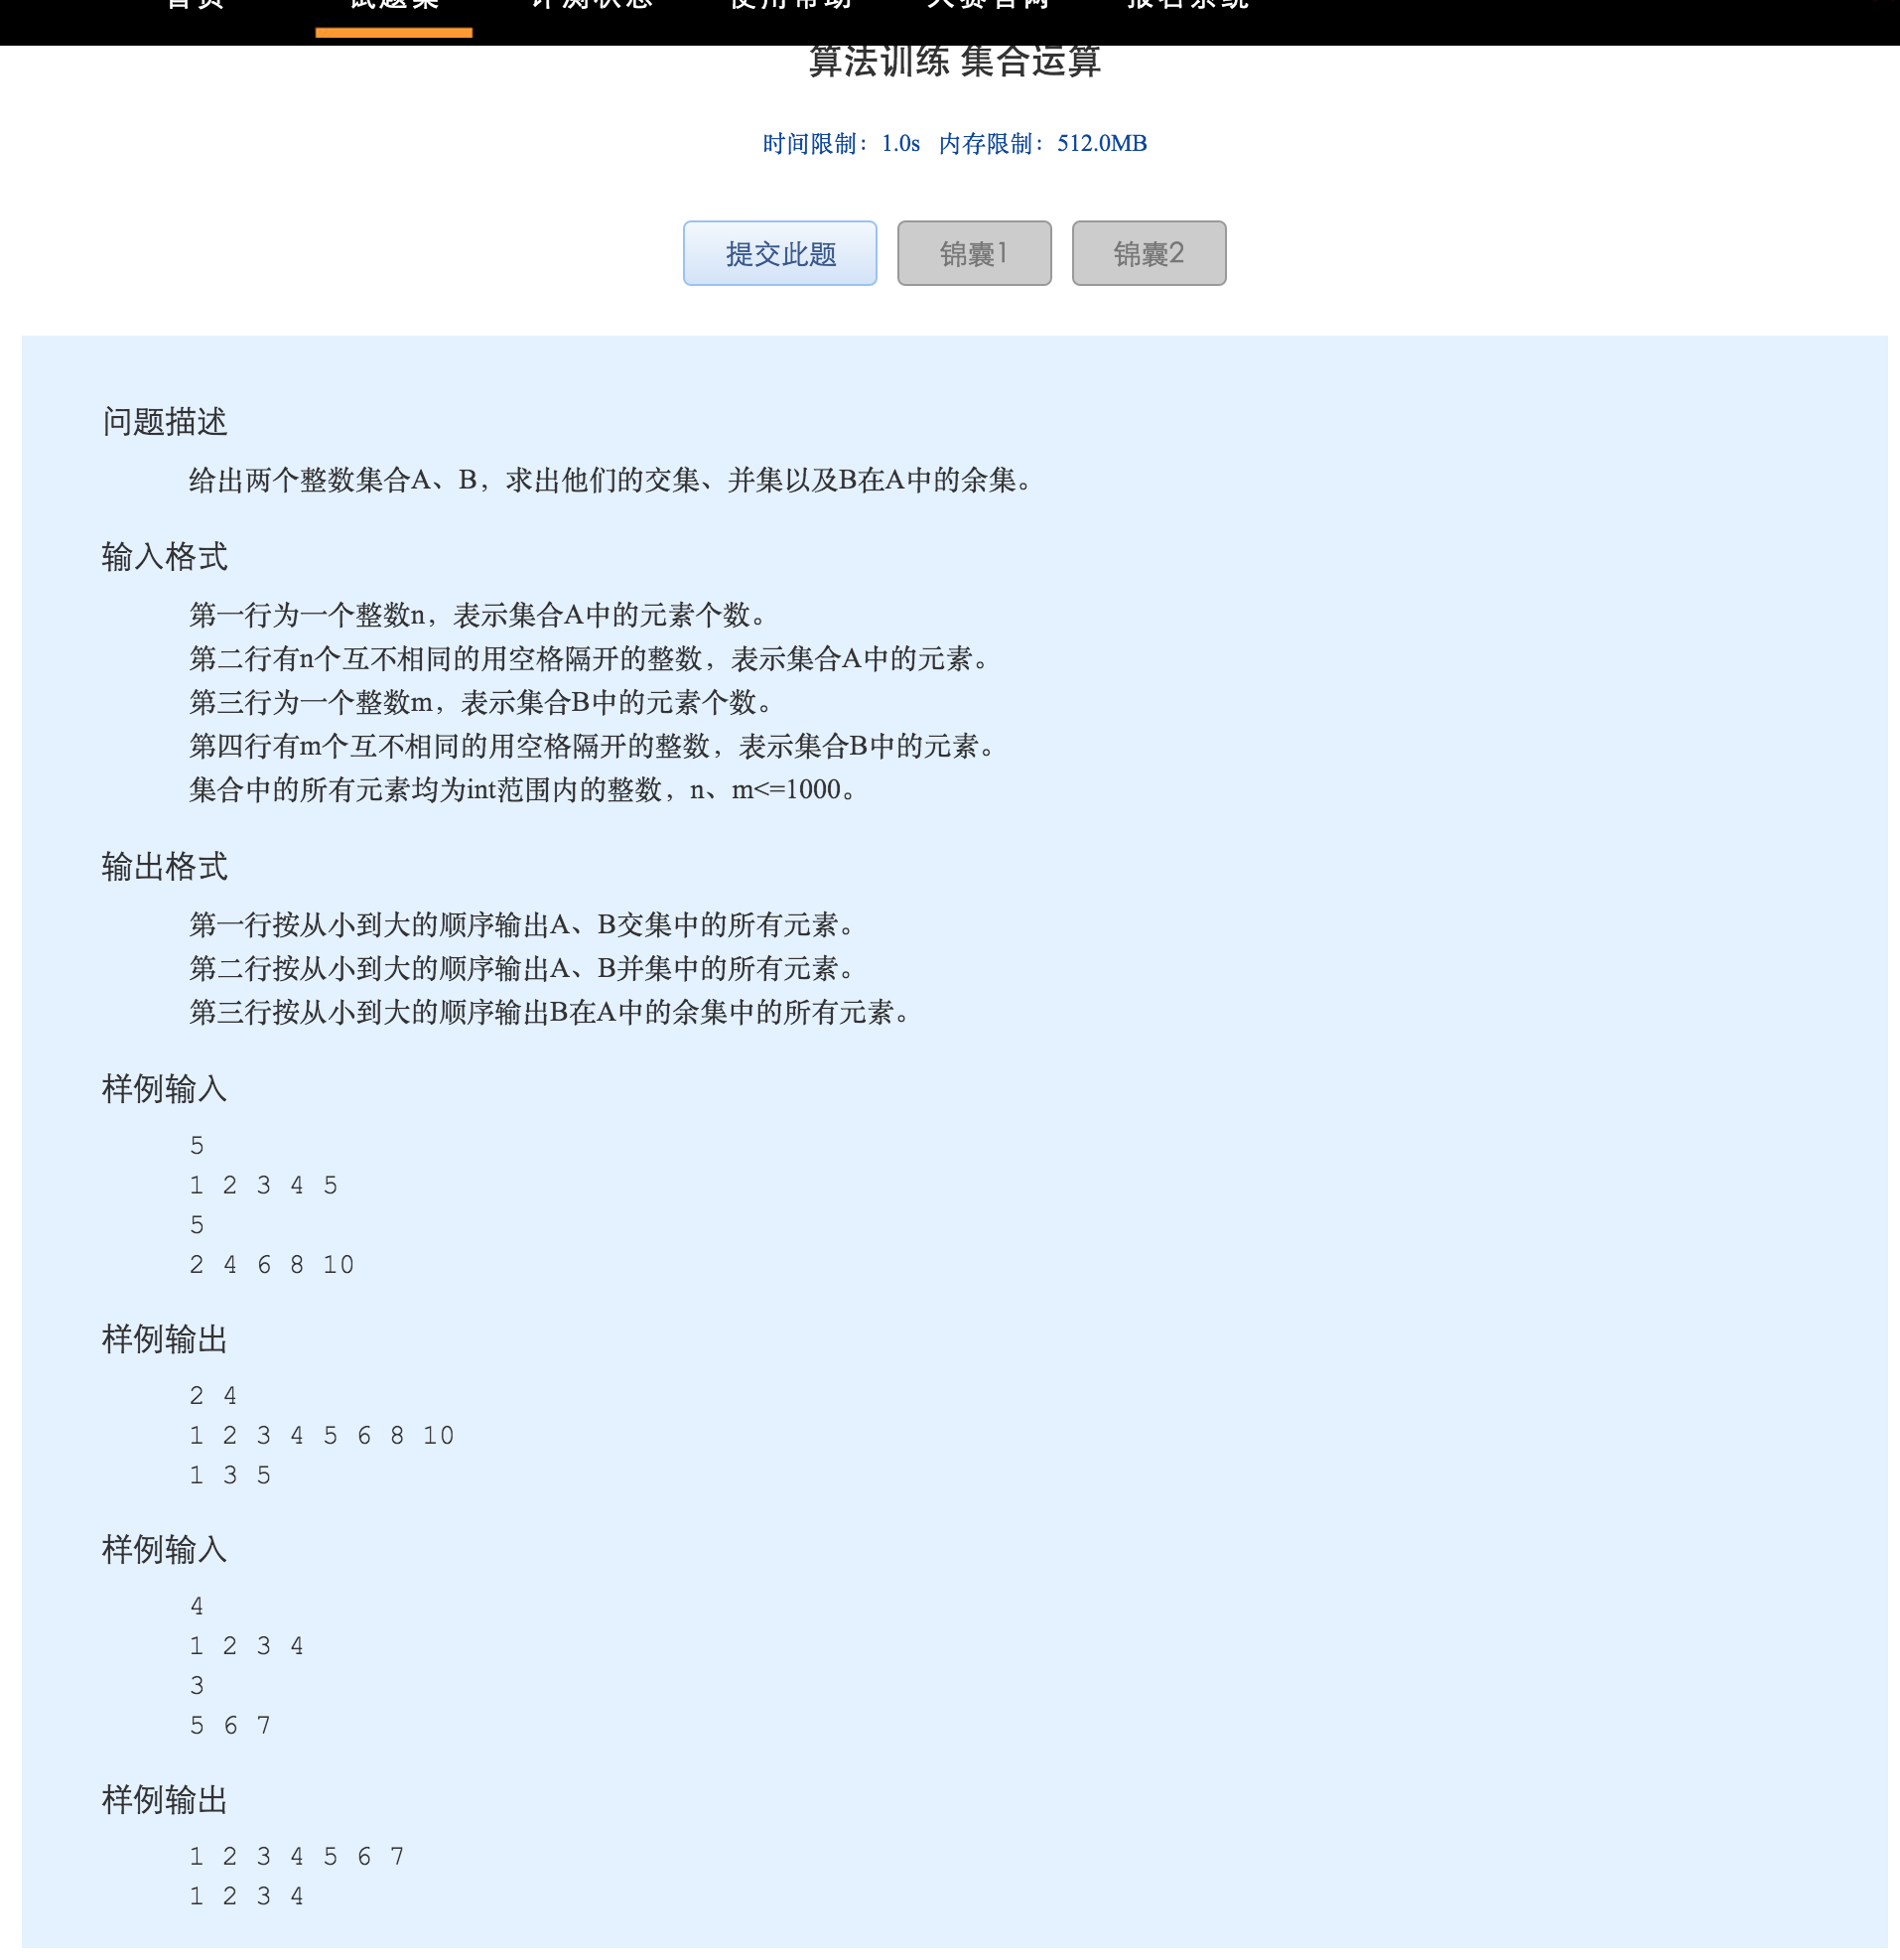 首页 试题集 评测状态 使用帮助 大赛官网 报名系统
算法训练 集合运算
时间限制：1.0s 内存限制：512.0MB
提交此题 锦囊1 锦囊2
问题描述
给出两个整数集合A、B，求出他们的交集、并集以及B在A中的余集。
输入格式
第一行为一个整数n，表示集合A中的元素个数。
第二行有n个互不相同的用空格隔开的整数，表示集合A中的元素。
第三行为一个整数m，表示集合B中的元素个数。
第四行有m个互不相同的用空格隔开的整数，表示集合B中的元素。
集合中的所有元素均为int范围内的整数，n、m<=1000。
输出格式
第一行按从小到大的顺序输出A、B交集中的所有元素。
第二行按从小到大的顺序输出A、B并集中的所有元素。
第三行按从小到大的顺序输出B在A中的余集中的所有元素。
样例输入
5
1 2 3 4 5
5
2 4 6 8 10
样例输出
2 4
1 2 3 4 5 6 8 10
1 3 5
样例输入
4
1 2 3 4
3
5 6 7
样例输出
1 2 3 4 5 6 7
1 2 3 4